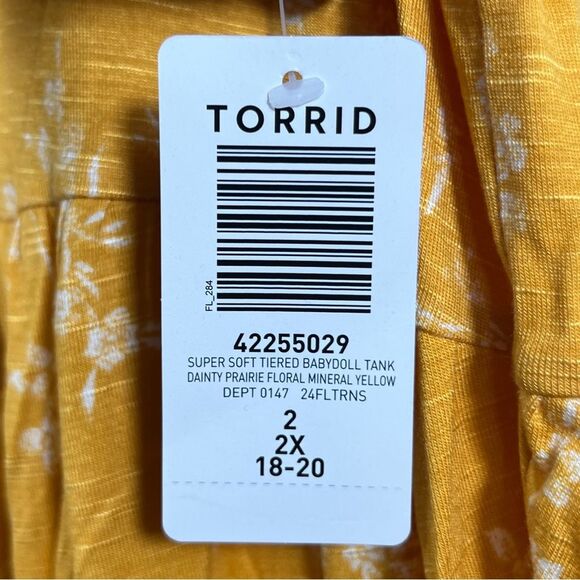 TORRID
FL_284
42255029
SUPER SOFT TIERED BABYDOLL TANK
DAINTY PRAIRIE FLORAL MINERAL YELLOW
DEPT 0147 24FLTRNS
2
2X
18-20